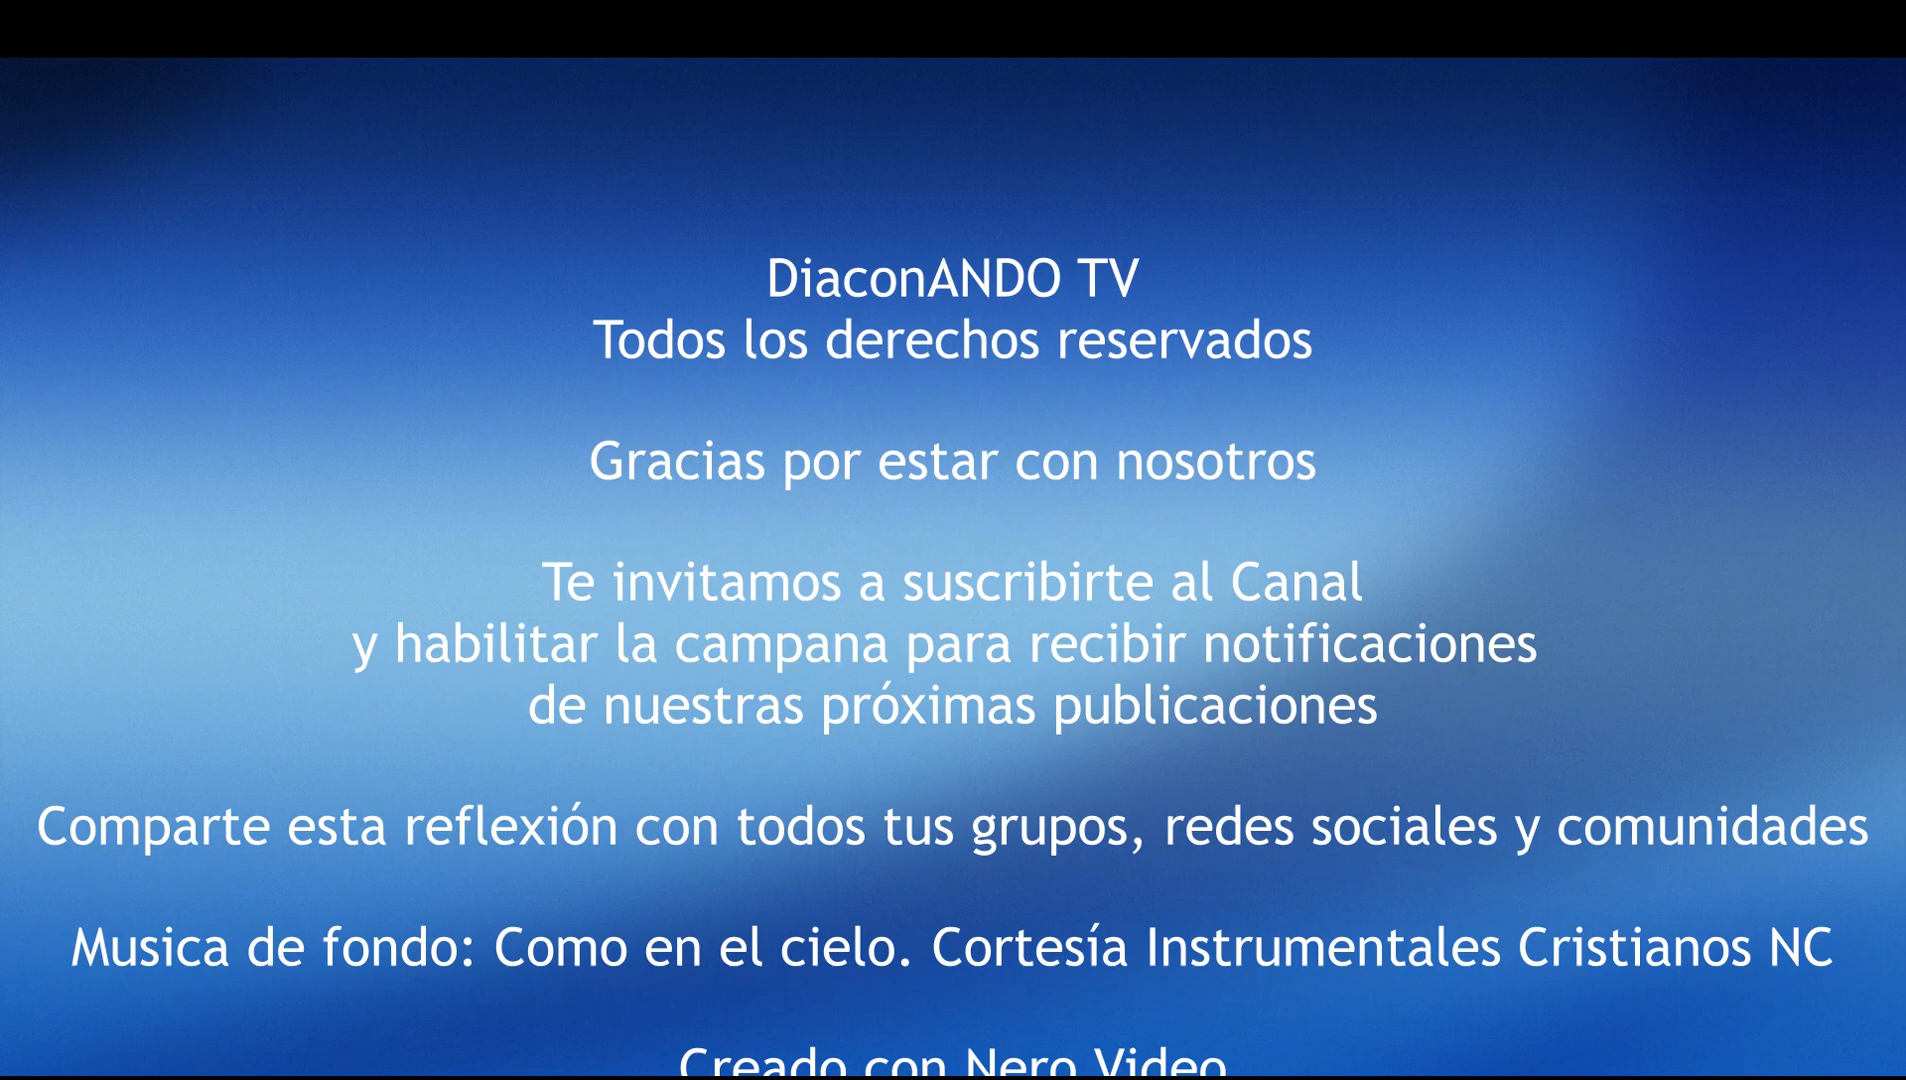 DiaconANDO TV
Todos los derechos reservados
Gracias por estar con nosotros
Te invitamos a suscribirte al Canal
y habilitar la campana para recibir notificaciones
de nuestras próximas publicaciones
Comparte esta reflexión con todos tus grupos, redes sociales y comunidades
Musica de fondo: Como en el cielo. Cortesía Instrumentales Cristianos NC
Creado con Nero Video